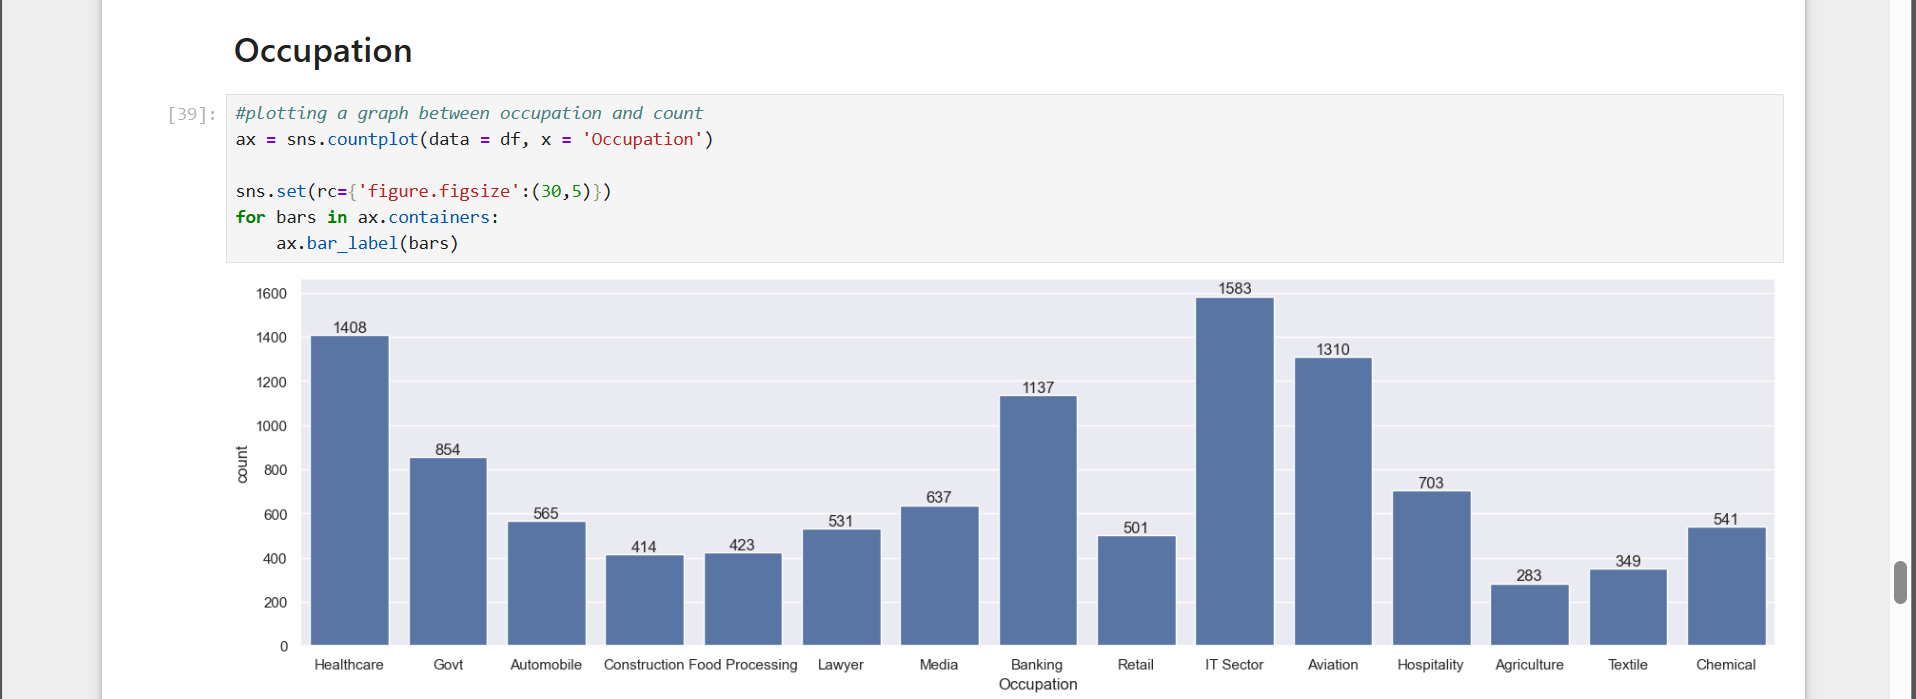 Occupation
[39]:
#plotting a graph between occupation and count
ax = sns.countplot(data = df, x = 'Occupation')
sns.set(rc={'figure.figsize':(30,5)})
for bars in ax.containers:
    ax.bar_label(bars)
1600
1400
1200
1000
800
600
400
200
0
count
1408
854
565
414
423
531
637
1137
501
1583
1310
703
283
349
541
Healthcare Govt Automobile Construction Food Processing Lawyer Media Banking Retail IT Sector Aviation Hospitality Agriculture Textile Chemical
Occupation